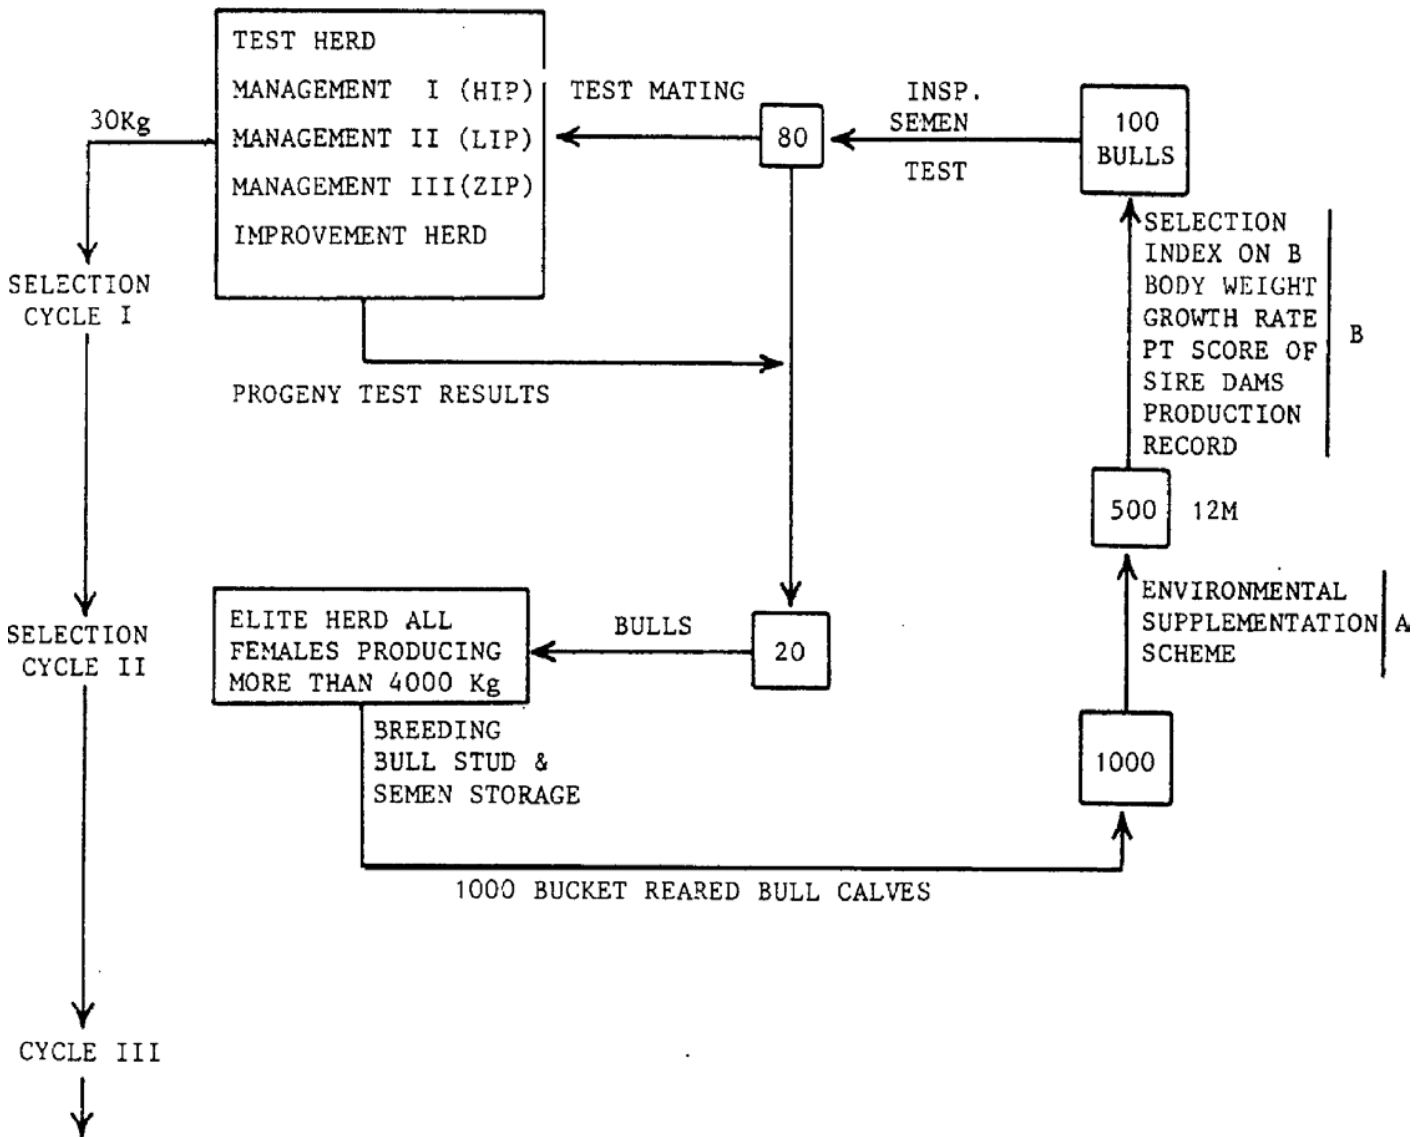 TEST HERD
MANAGEMENT I (HIP)
MANAGEMENT II (LIP)
MANAGEMENT III(ZIP)
IMPROVEMENT HERD
30Kg
TEST MATING
80
INSP.
SEMEN
TEST
100
BULLS
SELECTION
CYCLE I
PROGENY TEST RESULTS
SELECTION
INDEX ON B
BODY WEIGHT
GROWTH RATE
PT SCORE OF
SIRE DAMS
PRODUCTION
RECORD
B
500
12M
ENVIRONMENTAL
SUPPLEMENTATION
SCHEME
A
SELECTION
CYCLE II
ELITE HERD ALL
FEMALES PRODUCING
MORE THAN 4000 Kg
BULLS
20
BREEDING
BULL STUD &
SEMEN STORAGE
1000
1000 BUCKET REARED BULL CALVES
CYCLE III